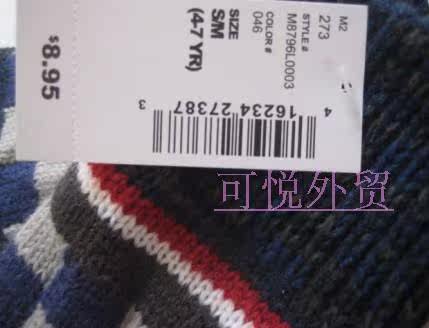 M2
273
STYLE #
M8796L0003
COLOR #
046
SIZE
S/M
(4-7 YR)
$8.95
4 16234 27387 3
可悦外贸